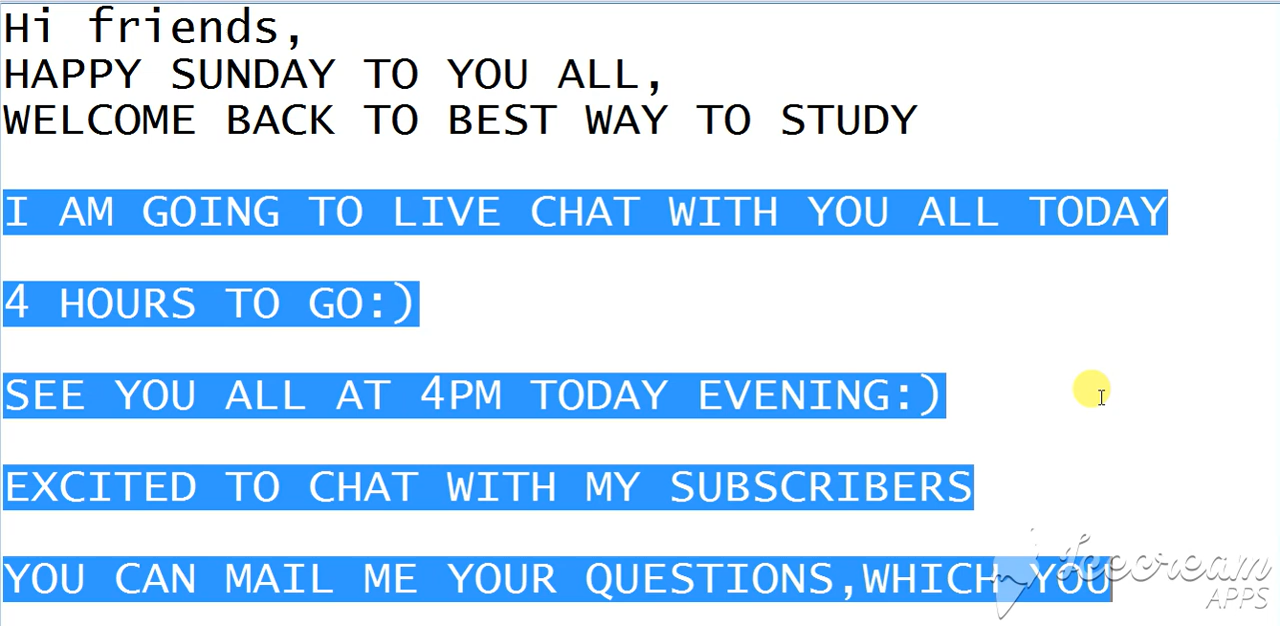 Hi friends,
HAPPY SUNDAY TO YOU ALL,
WELCOME BACK TO BEST WAY TO STUDY
I AM GOING TO LIVE CHAT WITH YOU ALL TODAY
4 HOURS TO GO:)
SEE YOU ALL AT 4PM TODAY EVENING:)
EXCITED TO CHAT WITH MY SUBSCRIBERS
YOU CAN MAIL ME YOUR QUESTIONS,WHICH YOU
Icecream
APPS